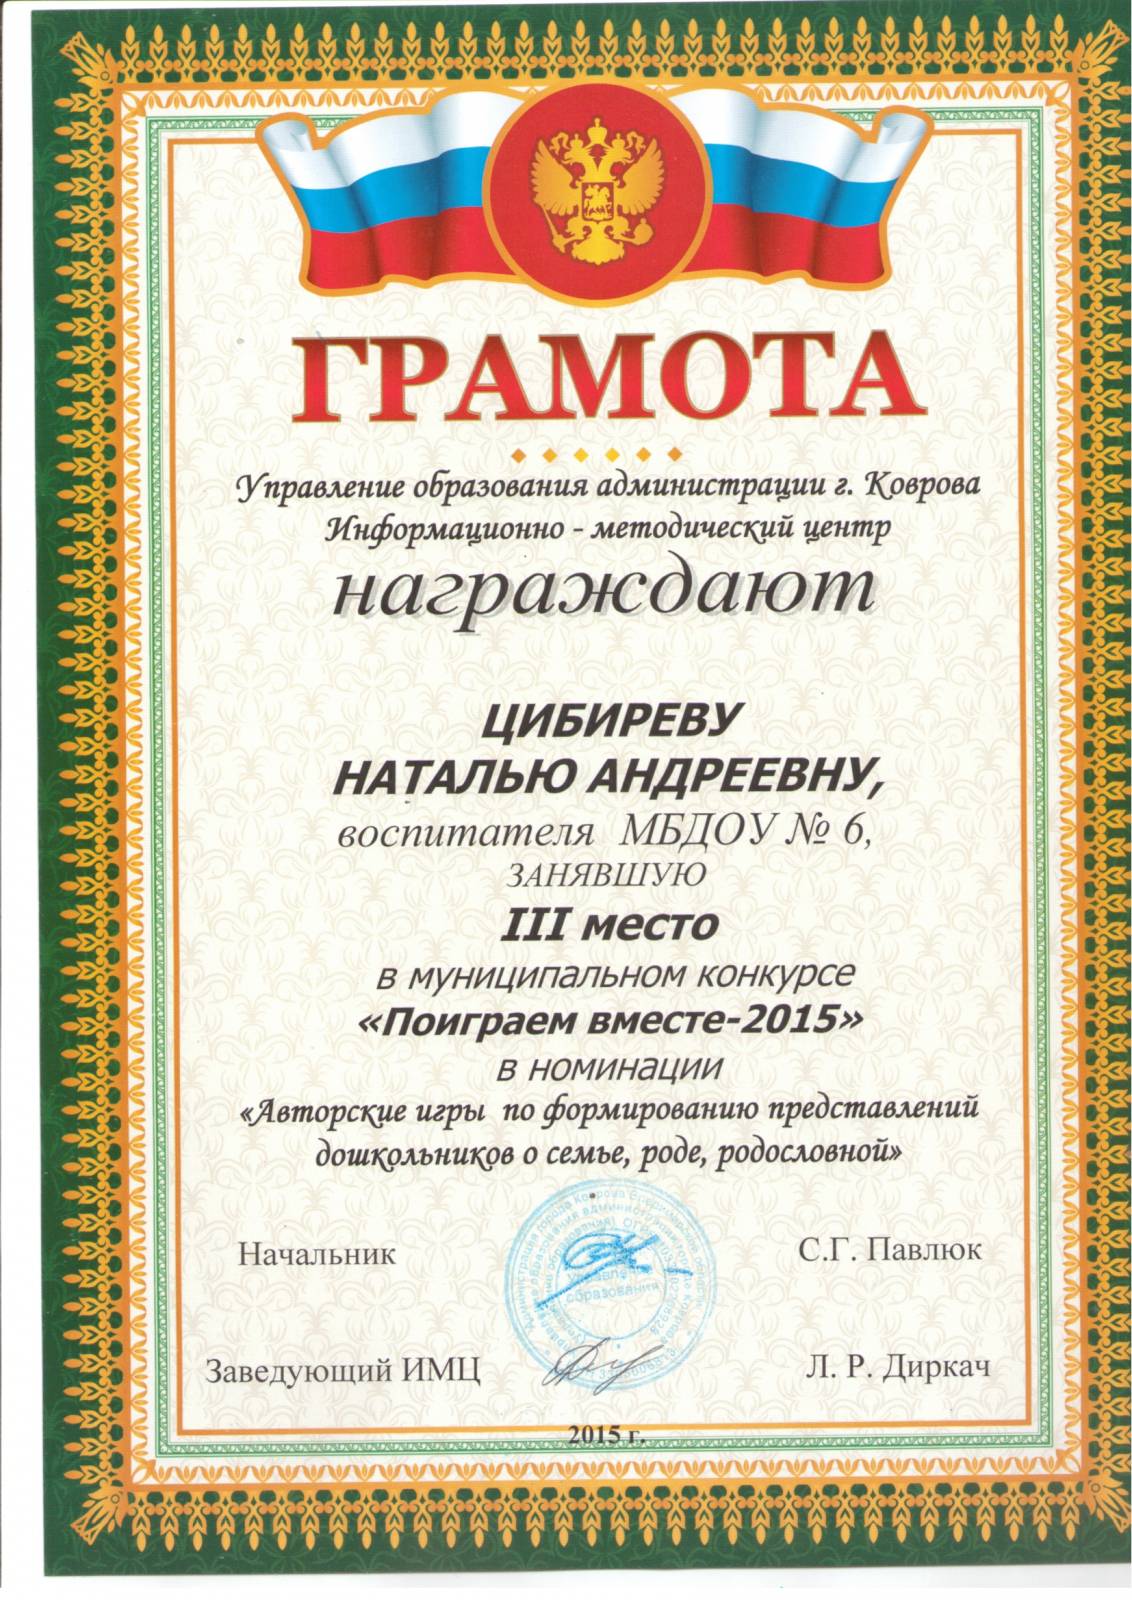 ГРАМОТА
Управление образования администрации г. Коврова
Информационно - методический центр
награждают
ЦИБИРЕВУ
НАТАЛЬЮ АНДРЕЕВНУ,
воспитателя МБДОУ № 6,
ЗАНЯВШУЮ
III место
в муниципальном конкурсе
«Поиграем вместе-2015»
в номинации
«Авторские игры по формированию представлений
дошкольников о семье, роде, родословной»
Начальник С.Г. Павлюк
Заведующий ИМЦ Л. Р. Диркач
2015 г.